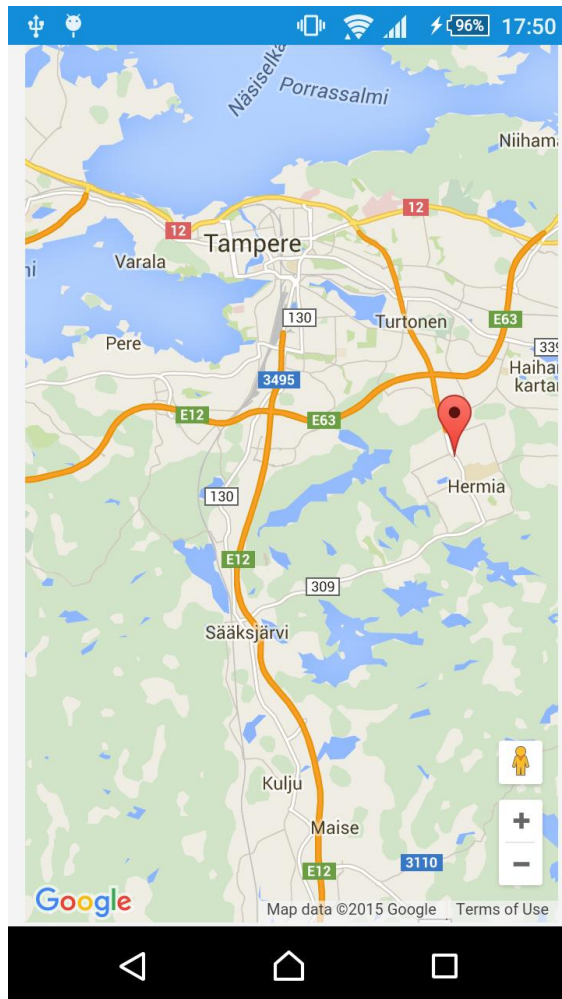 96% 17:50
Näsiselkä
Porrassalmi
Niihama
12
12
Tampere
Varala
130
Turtonen
E63
339
Pere
Haiha
kartan
3495
E12
E63
130
Hermia
E12
309
Sääksjärvi
Kulju
+
Maise
3110
−
E12
Google
Map data ©2015 Google Terms of Use